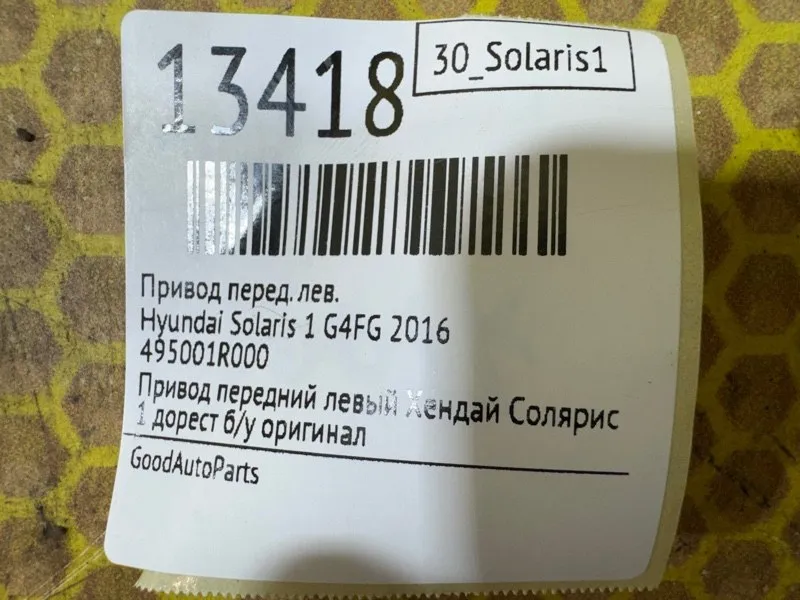 13418
30_Solaris1
Привод перед. лев.
Hyundai Solaris 1 G4FG 2016
495001R000
Привод передний левый Хендай Солярис
1 дорест б/у оригинал
GoodAutoParts